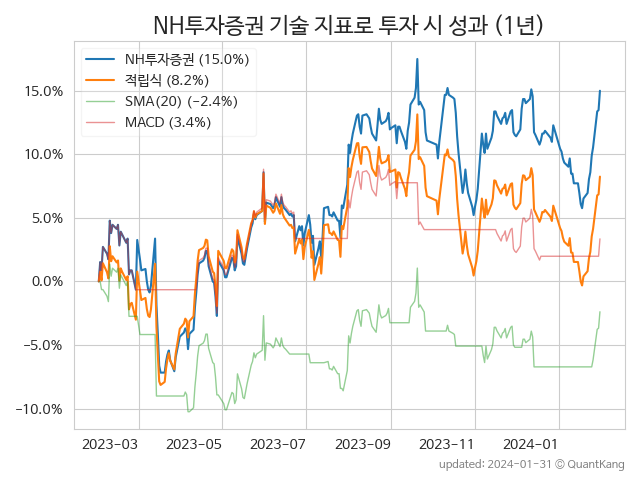 NH투자증권 기술 지표로 투자 시 성과 (1년)
NH투자증권 (15.0%)
적립식 (8.2%)
SMA(20) (−2.4%)
MACD (3.4%)
15.0%
10.0%
5.0%
0.0%
−5.0%
−10.0%
2023-03 2023-05 2023-07 2023-09 2023-11 2024-01
updated: 2024-01-31 © QuantKang